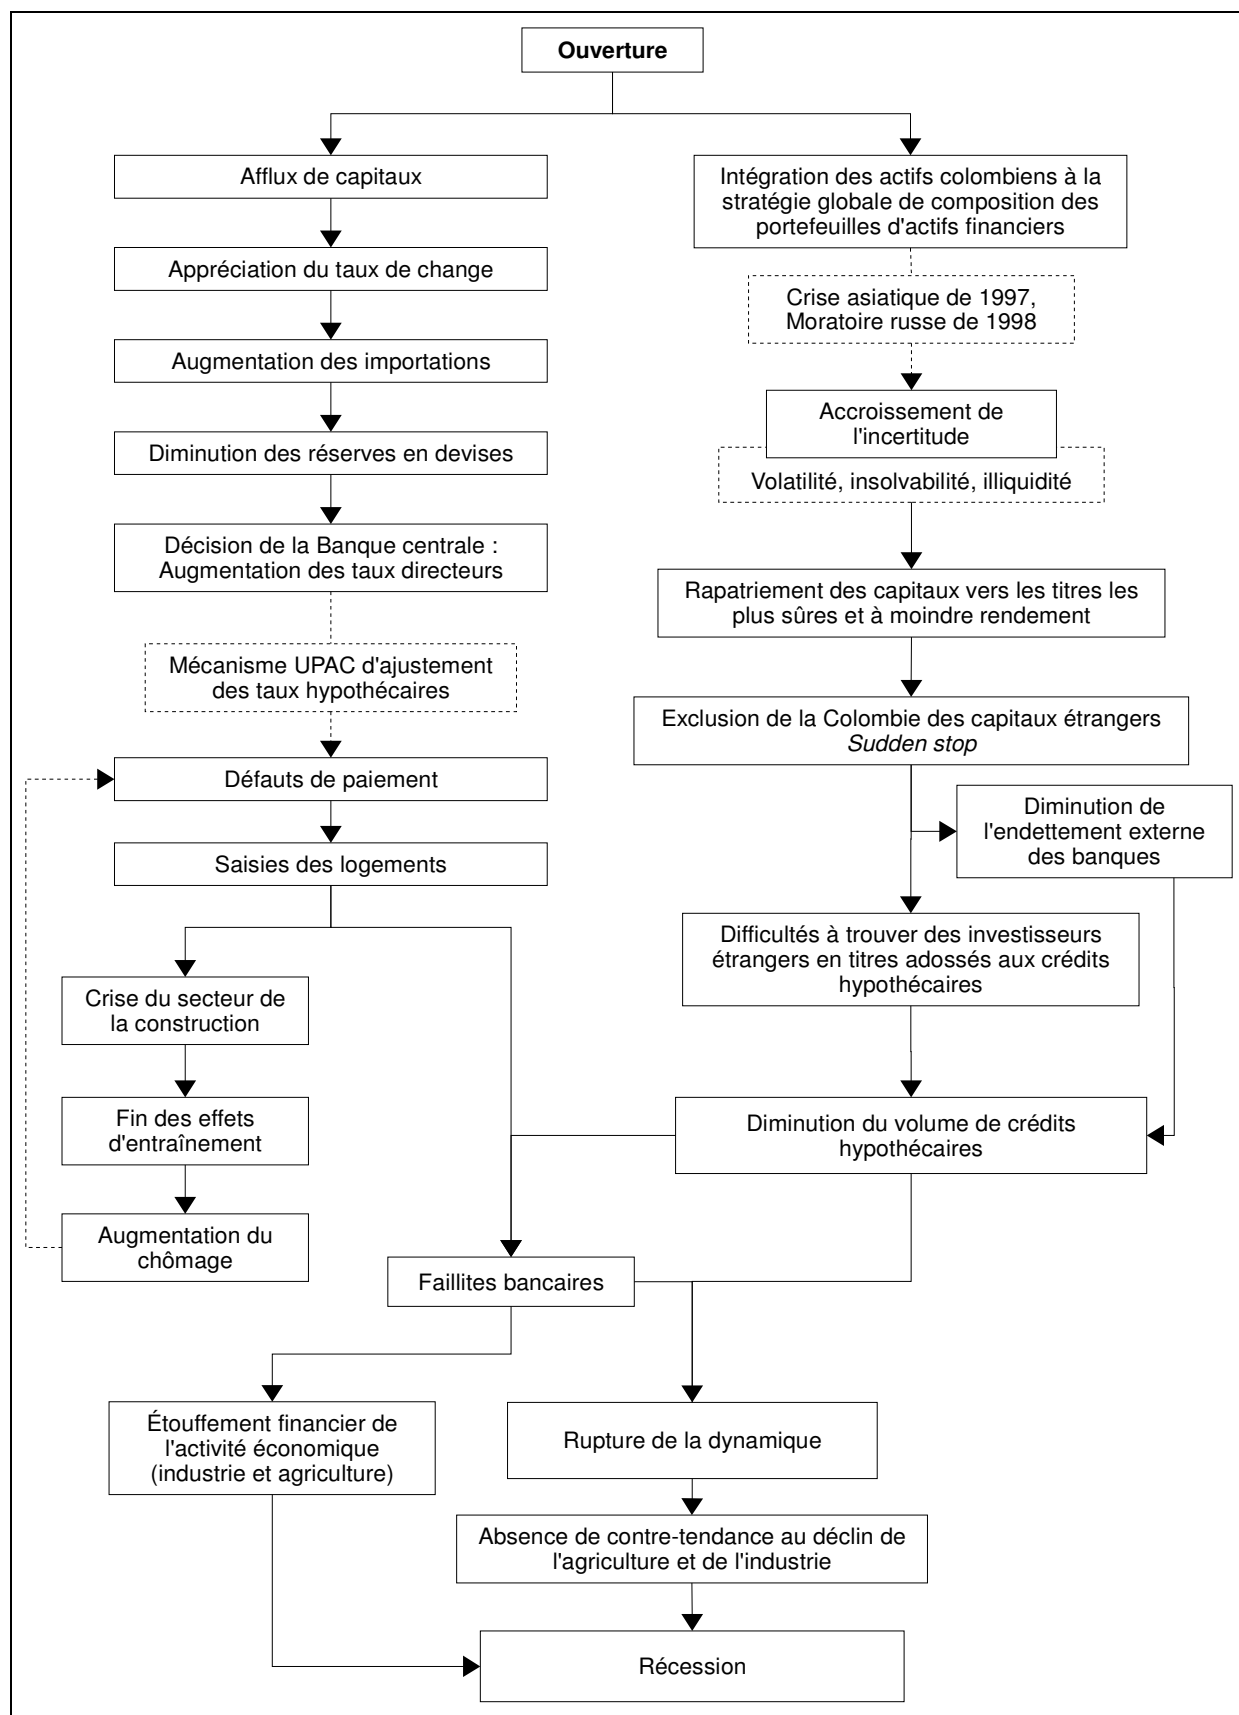 Ouverture
Afflux de capitaux
Appréciation du taux de change
Augmentation des importations
Diminution des réserves en devises
Décision de la Banque centrale :
Augmentation des taux directeurs
Mécanisme UPAC d'ajustement
des taux hypothécaires
Défauts de paiement
Saisies des logements
Crise du secteur de
la construction
Fin des effets
d'entraînement
Augmentation du
chômage
Intégration des actifs colombiens à la
stratégie globale de composition des
portefeuilles d'actifs financiers
Crise asiatique de 1997,
Moratoire russe de 1998
Accroissement de
l'incertitude
Volatilité, insolvabilité, illiquidité
Rapatriement des capitaux vers les titres les
plus sûres et à moindre rendement
Exclusion de la Colombie des capitaux étrangers
Sudden stop
Diminution de
l'endettement externe
des banques
Difficultés à trouver des investisseurs
étrangers en titres adossés aux crédits
hypothécaires
Diminution du volume de crédits
hypothécaires
Faillites bancaires
Étouffement financier de
l'activité économique
(industrie et agriculture)
Rupture de la dynamique
Absence de contre-tendance au déclin de
l'agriculture et de l'industrie
Récession